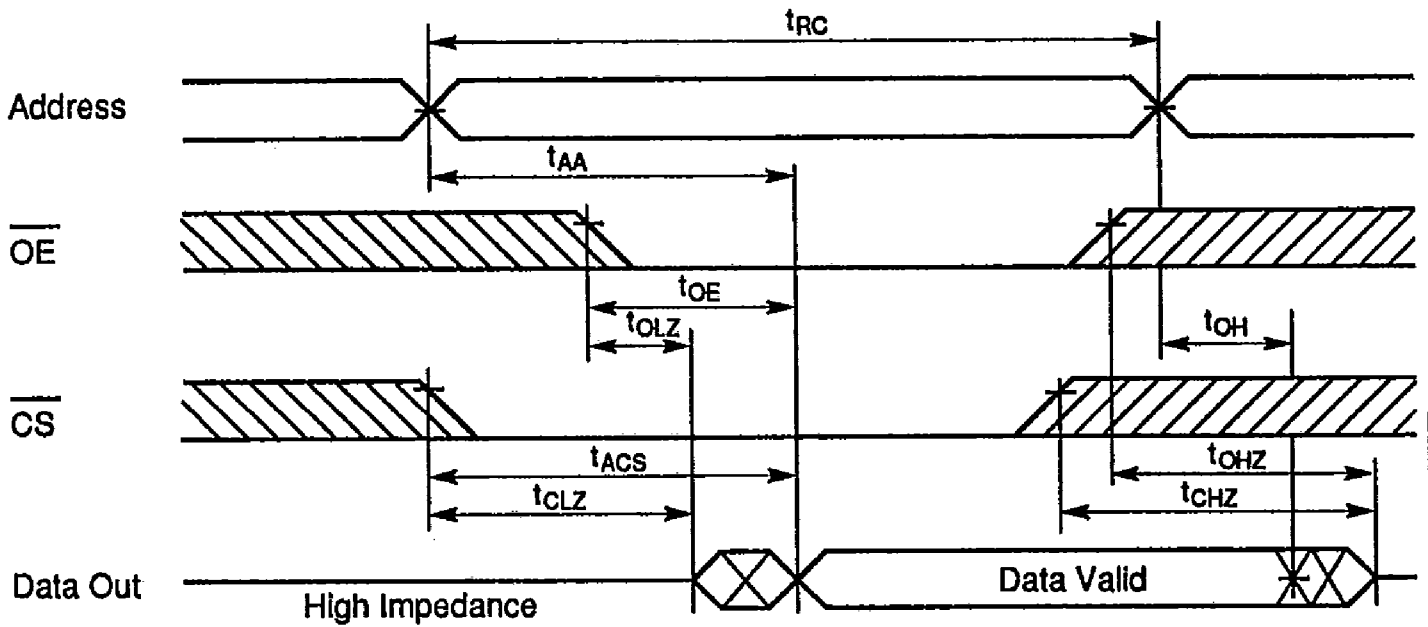 tRC
Address
tAA
OE
tOE
tOLZ
tOH
CS
tACS
tOHZ
tCLZ
tCHZ
Data Out
High Impedance
Data Valid